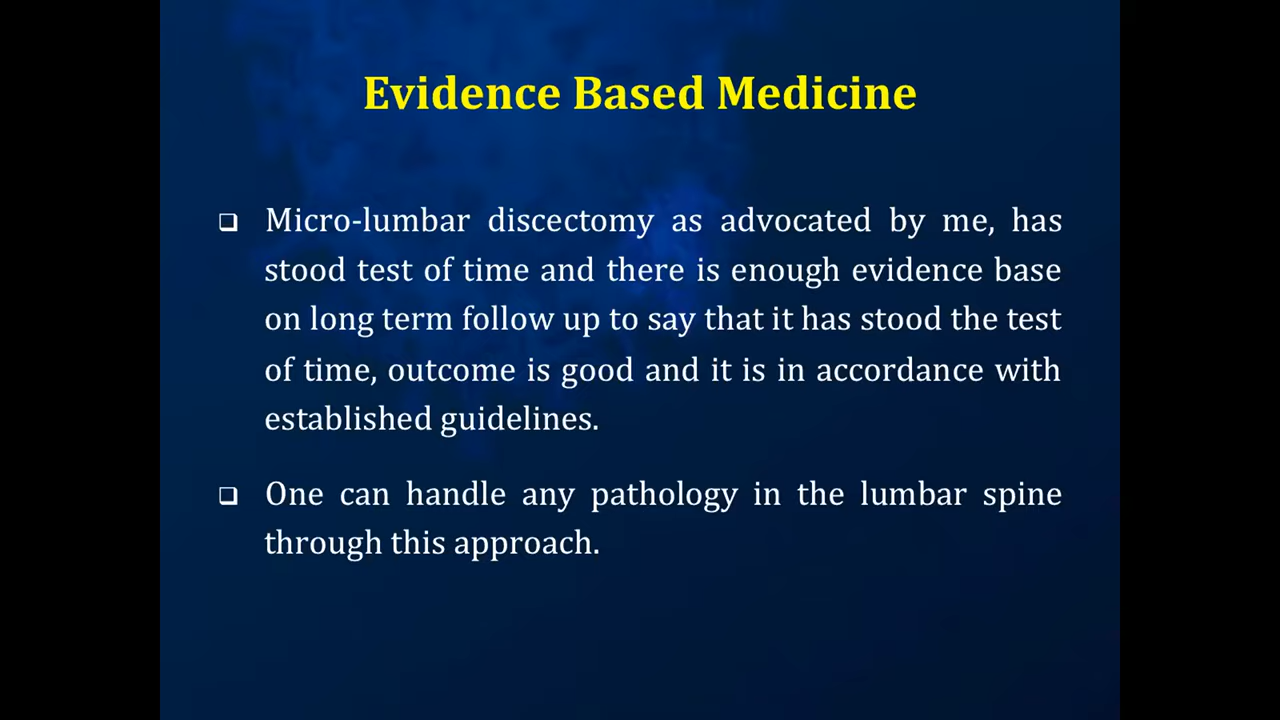 Evidence Based Medicine
❑ Micro-lumbar discectomy as advocated by me, has
stood test of time and there is enough evidence base
on long term follow up to say that it has stood the test
of time, outcome is good and it is in accordance with
established guidelines.
❑ One can handle any pathology in the lumbar spine
through this approach.